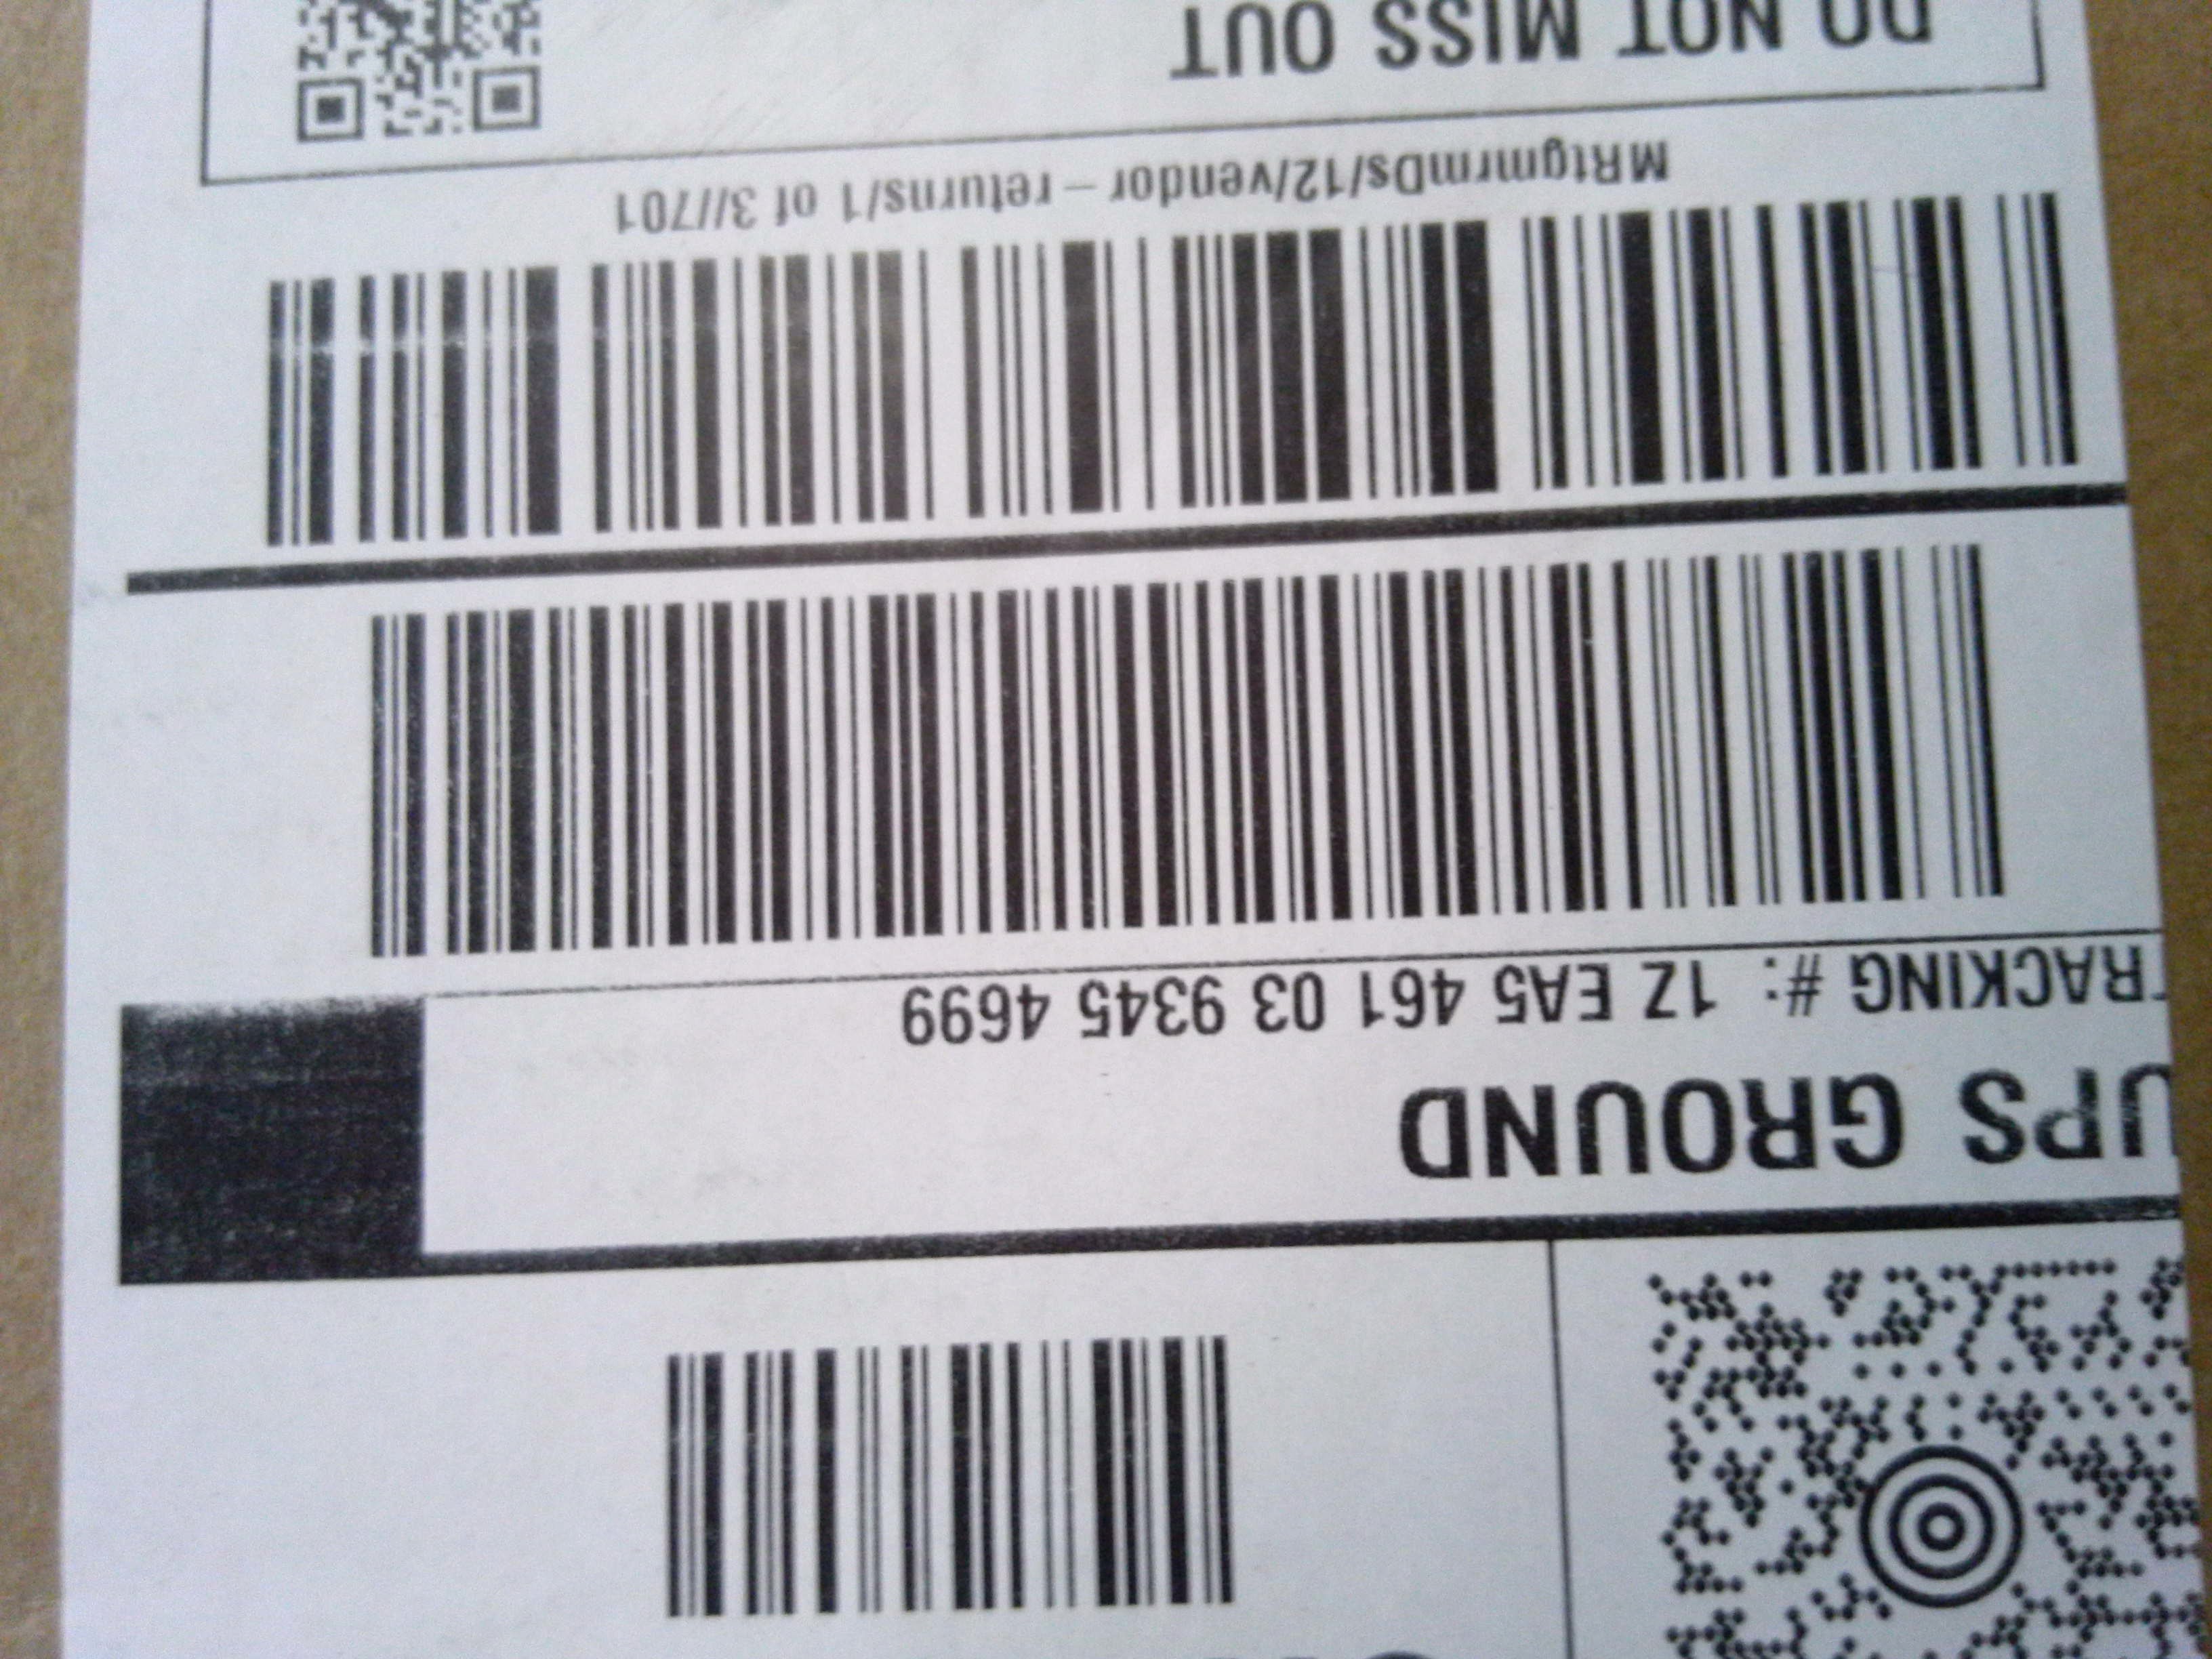 UPS GROUND
TRACKING #: 1Z EA5 461 03 9345 4699
MRtgmrmDs/12/vendor – returns/1 of 3//701
DO NOT MISS OUT